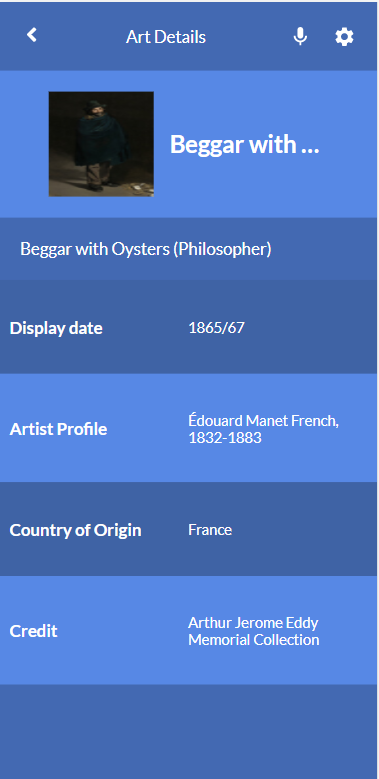 Art Details
Beggar with ...
Beggar with Oysters (Philosopher)
Display date
1865/67
Artist Profile
Édouard Manet French,
1832-1883
Country of Origin
France
Credit
Arthur Jerome Eddy
Memorial Collection